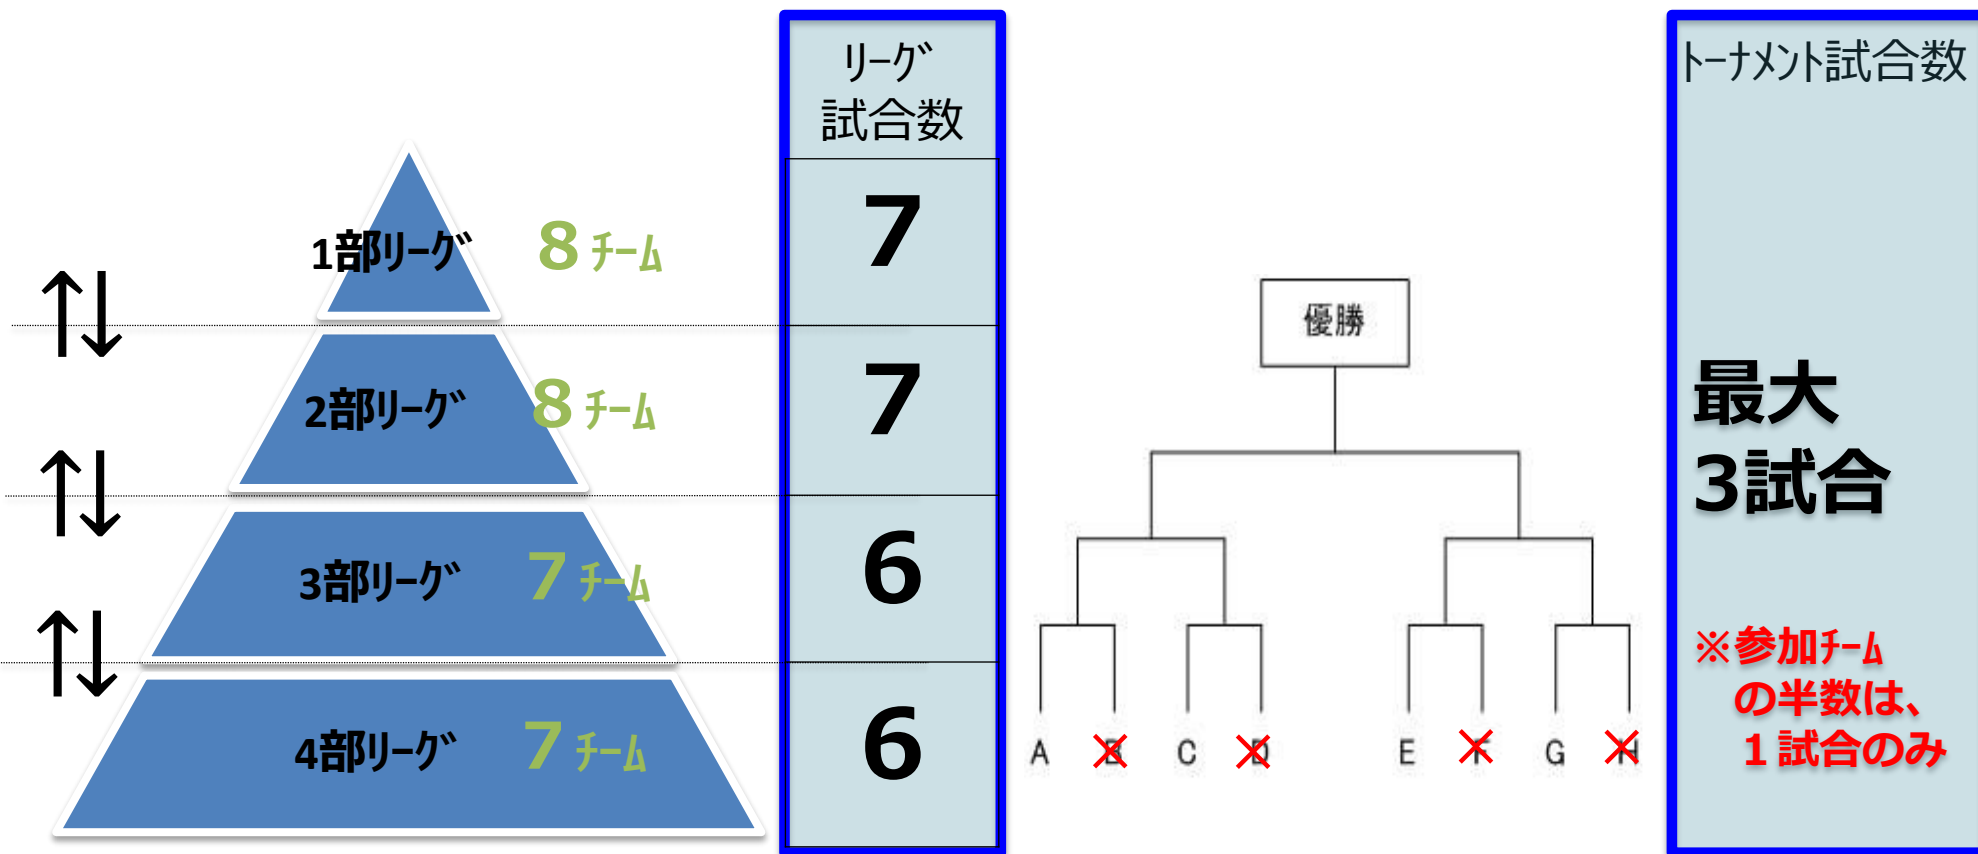 リーグ
試合数
1部リーグ
8チーム
7
2部リーグ
8チーム
7
3部リーグ
7チーム
6
4部リーグ
7チーム
6
優勝
A B C D E F G H
トーナメント試合数
最大
3試合
※参加チーム
の半数は、
１試合のみ